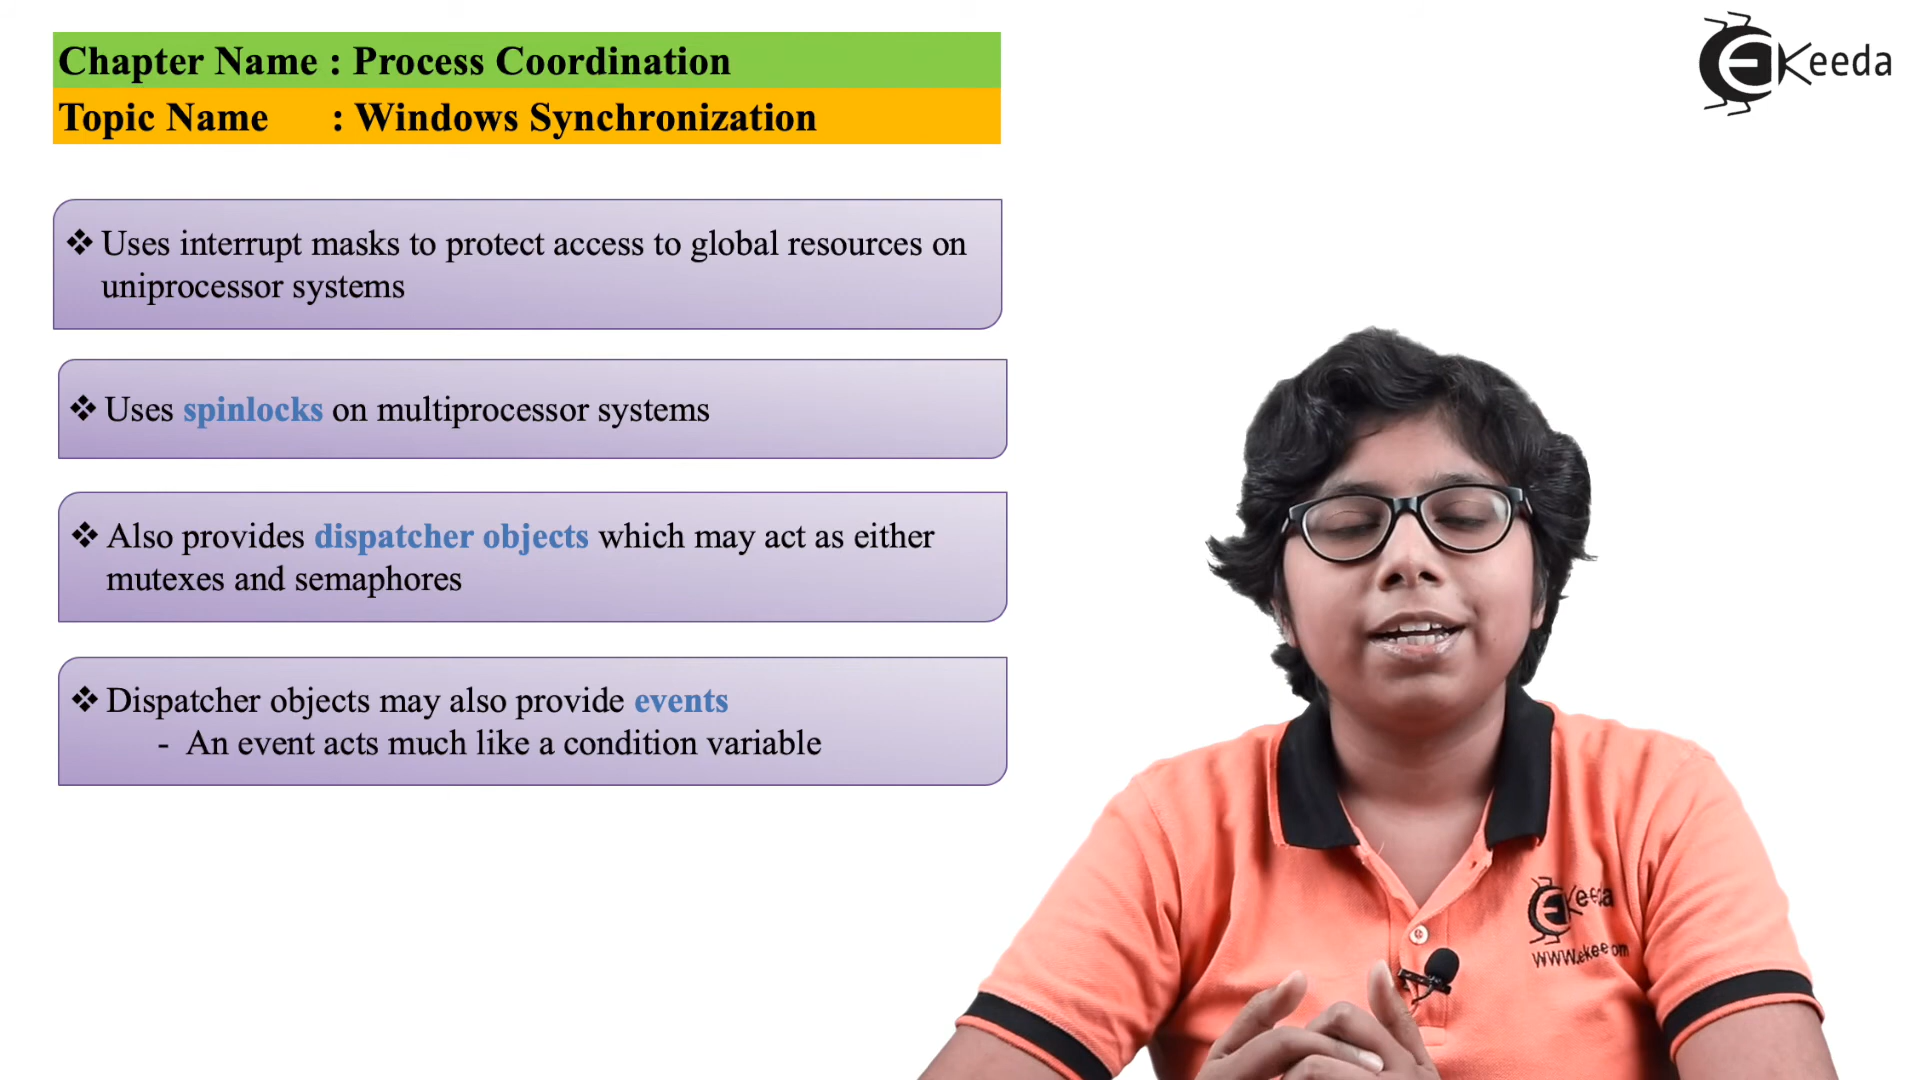 Chapter Name : Process Coordination
Topic Name : Windows Synchronization
Keeda
❖ Uses interrupt masks to protect access to global resources on
uniprocessor systems
❖ Uses spinlocks on multiprocessor systems
❖ Also provides dispatcher objects which may act as either
mutexes and semaphores
❖ Dispatcher objects may also provide events
- An event acts much like a condition variable
Keeda